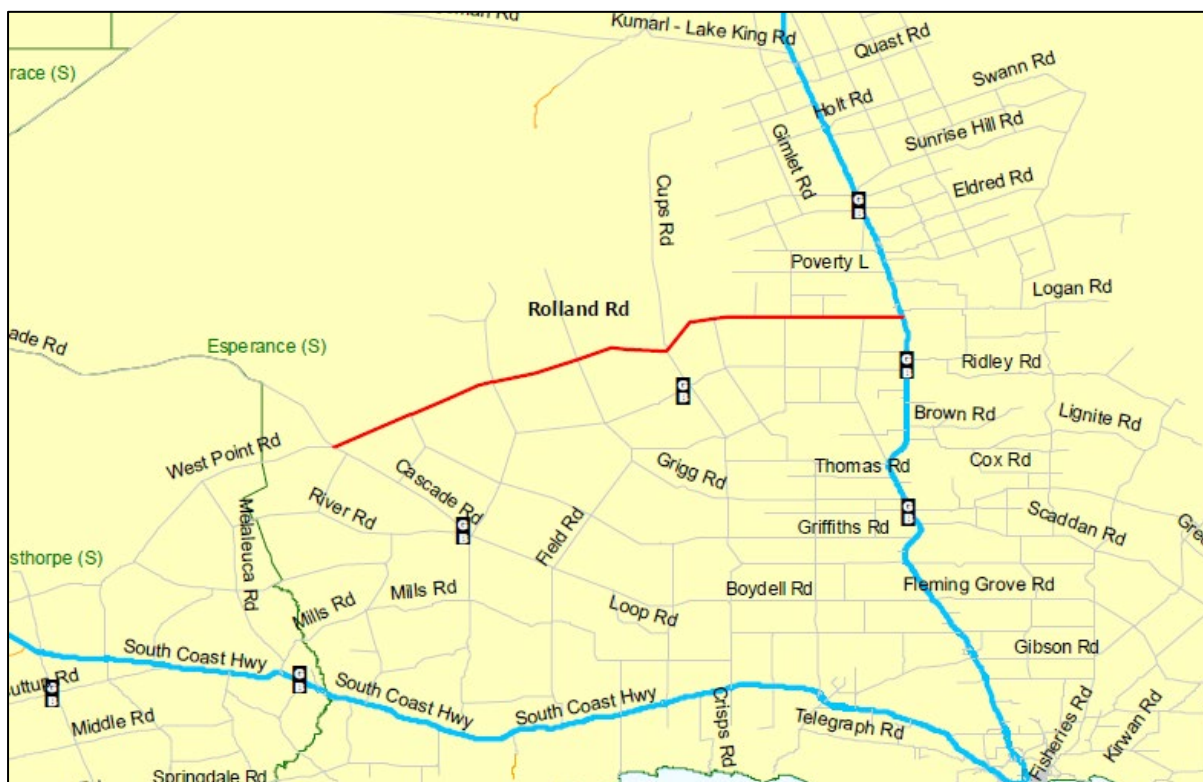 Kumarl - Lake King Rd
Quast Rd
race (S)
Swann Rd
Holt Rd
Sunrise Hill Rd
Gimlet Rd
Eldred Rd
Cups Rd
Poverty L
Logan Rd
Rolland Rd
ade Rd
Esperance (S)
Ridley Rd
Brown Rd
Lignite Rd
West Point Rd
Cascade Rd
Grigg Rd
Thomas Rd
Cox Rd
River Rd
Melaleuca Rd
Field Rd
Griffiths Rd
Scaddan Rd
Gre
sthorpe (S)
Mills Rd
Mills Rd
Loop Rd
Boydell Rd
Fleming Grove Rd
Gibson Rd
South Coast Hwy
South Coast Hwy
South Coast Hwy
Crisps Rd
Telegraph Rd
Fisheries Rd
Kirwan Rd
Middle Rd
Springdale Rd